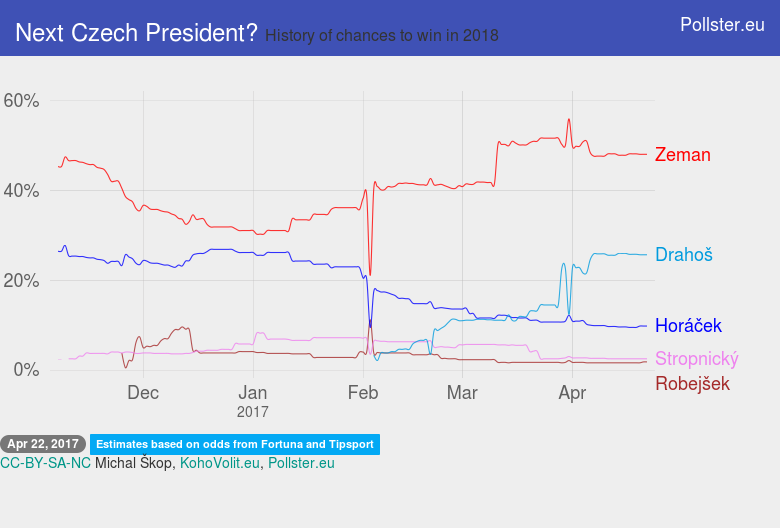 Next Czech President? History of chances to win in 2018
Pollster.eu
60%
40%
20%
0%
Zeman
Drahoš
Horáček
Stropnický
Robejšek
Dec Jan Feb Mar Apr
2017
Apr 22, 2017 Estimates based on odds from Fortuna and Tipsport
CC-BY-SA-NC Michal Škop, KohoVolit.eu, Pollster.eu